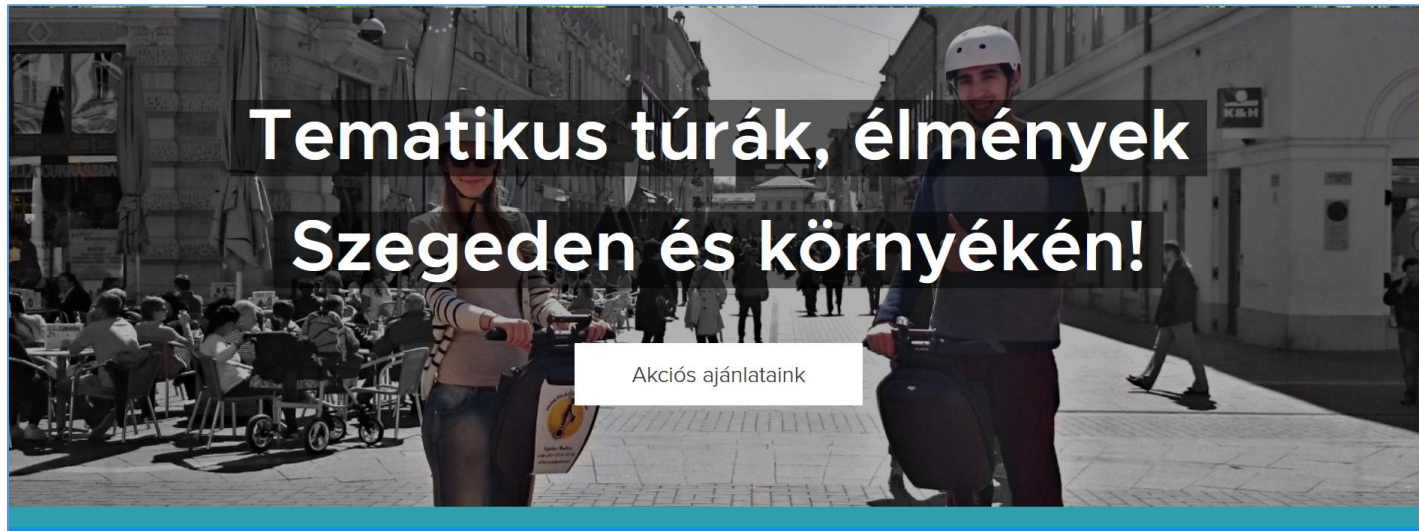 Tematikus túrák, élmények
Szegeden és környékén!
Akciós ajánlataink
K&H